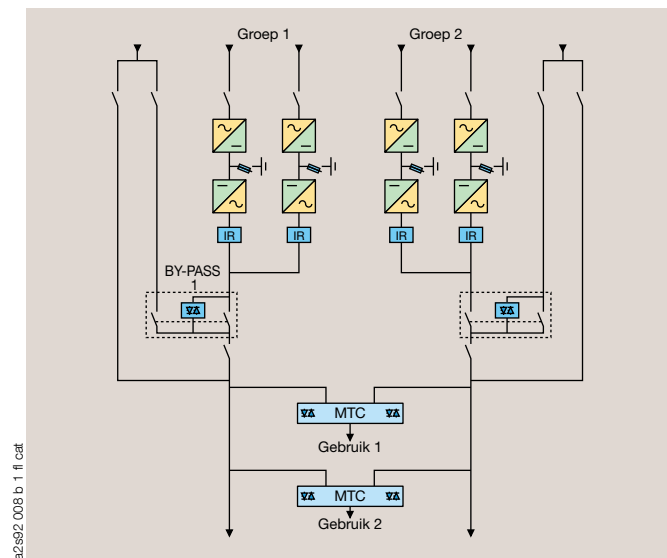 Groep 1
Groep 2
IR
IR
IR
IR
BY-PASS
1
MTC
Gebruik 1
MTC
Gebruik 2
a2s92 008 b 1 fl cat